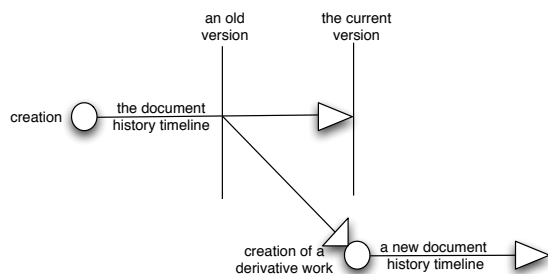 an old
version
the current
version
creation
the document
history timeline
creation of a
derivative work
a new document
history timeline